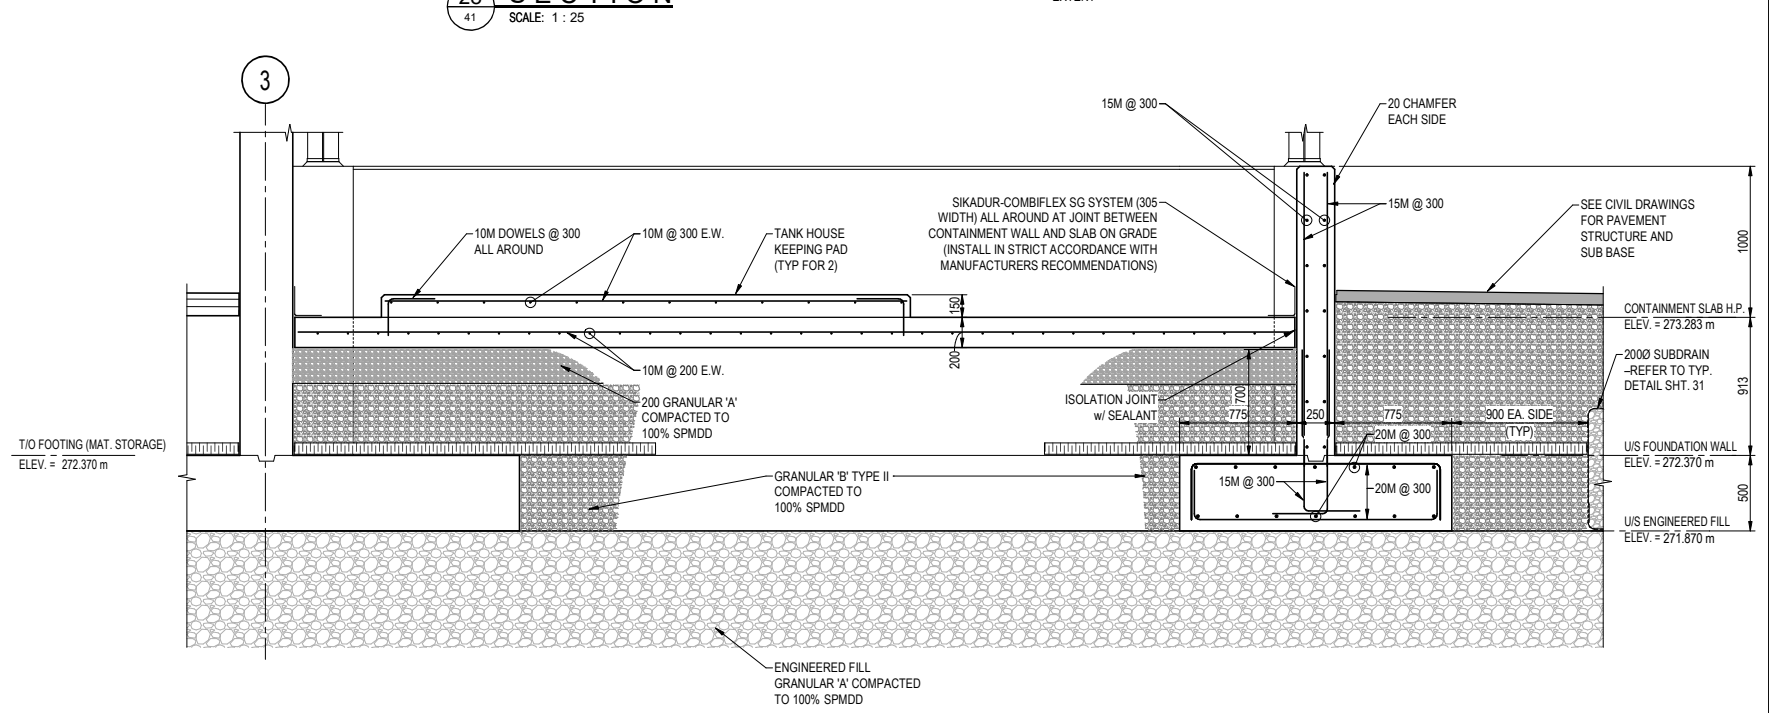 41
SECTION
SCALE: 1 : 25
3
15M @ 300
20 CHAMFER
EACH SIDE
10M DOWELS @ 300
ALL AROUND
10M @ 300 E.W.
TANK HOUSE
KEEPING PAD
(TYP FOR 2)
SIKADUR-COMBIFLEX SG SYSTEM (305
WIDTH) ALL AROUND AT JOINT BETWEEN
CONTAINMENT WALL AND SLAB ON GRADE
(INSTALL IN STRICT ACCORDANCE WITH
MANUFACTURERS RECOMMENDATIONS)
15M @ 300
SEE CIVIL DRAWINGS
FOR PAVEMENT
STRUCTURE AND
SUB BASE
1000
150
200
CONTAINMENT SLAB H.P.
ELEV. = 273.283 m
10M @ 200 E.W.
200 GRANULAR 'A'
COMPACTED TO
100% SPMDD
ISOLATION JOINT
w/ SEALANT
700
775
250
775
900 EA. SIDE
(TYP)
200Ø SUBDRAIN
–REFER TO TYP.
DETAIL SHT. 31
913
T/O FOOTING (MAT. STORAGE)
ELEV. = 272.370 m
20M @ 300
U/S FOUNDATION WALL
ELEV. = 272.370 m
GRANULAR 'B' TYPE II
COMPACTED TO
100% SPMDD
15M @ 300
20M @ 300
500
U/S ENGINEERED FILL
ELEV. = 271.870 m
ENGINEERED FILL
GRANULAR 'A' COMPACTED
TO 100% SPMDD